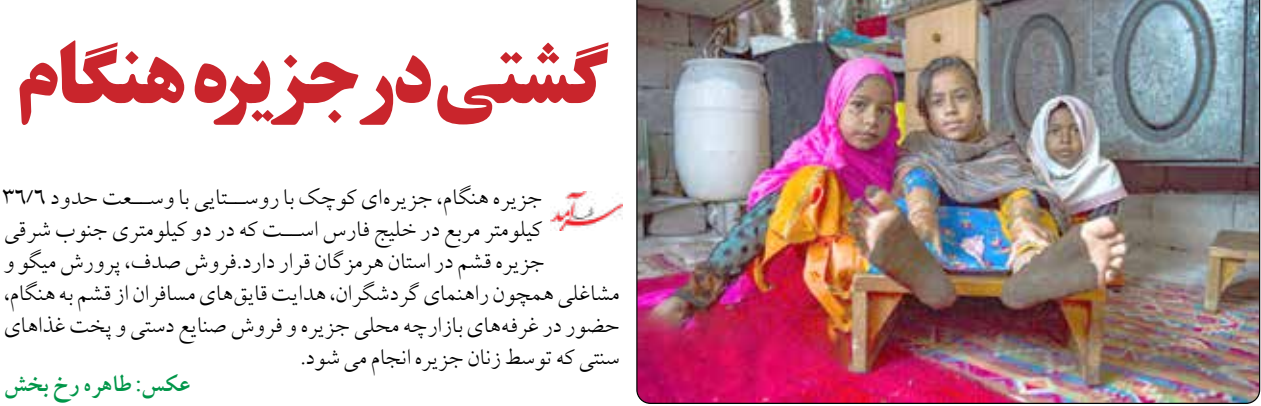 گشتی در جزیره هنگام
سرآمد
جزیره هنگام، جزیره‌ای کوچک با روستایی با وسعت حدود ۳۶/۶
کیلومتر مربع در خلیج فارس است که در دو کیلومتری جنوب شرقی
جزیره قشم در استان هرمزگان قرار دارد.فروش صدف، پرورش میگو و
مشاغلی همچون راهنمای گردشگران، هدایت قایق‌های مسافران از قشم به هنگام،
حضور در غرفه‌های بازارچه محلی جزیره و فروش صنایع دستی و پخت غذاهای
سنتی که توسط زنان جزیره انجام می شود.
عکس: طاهره رخ بخش